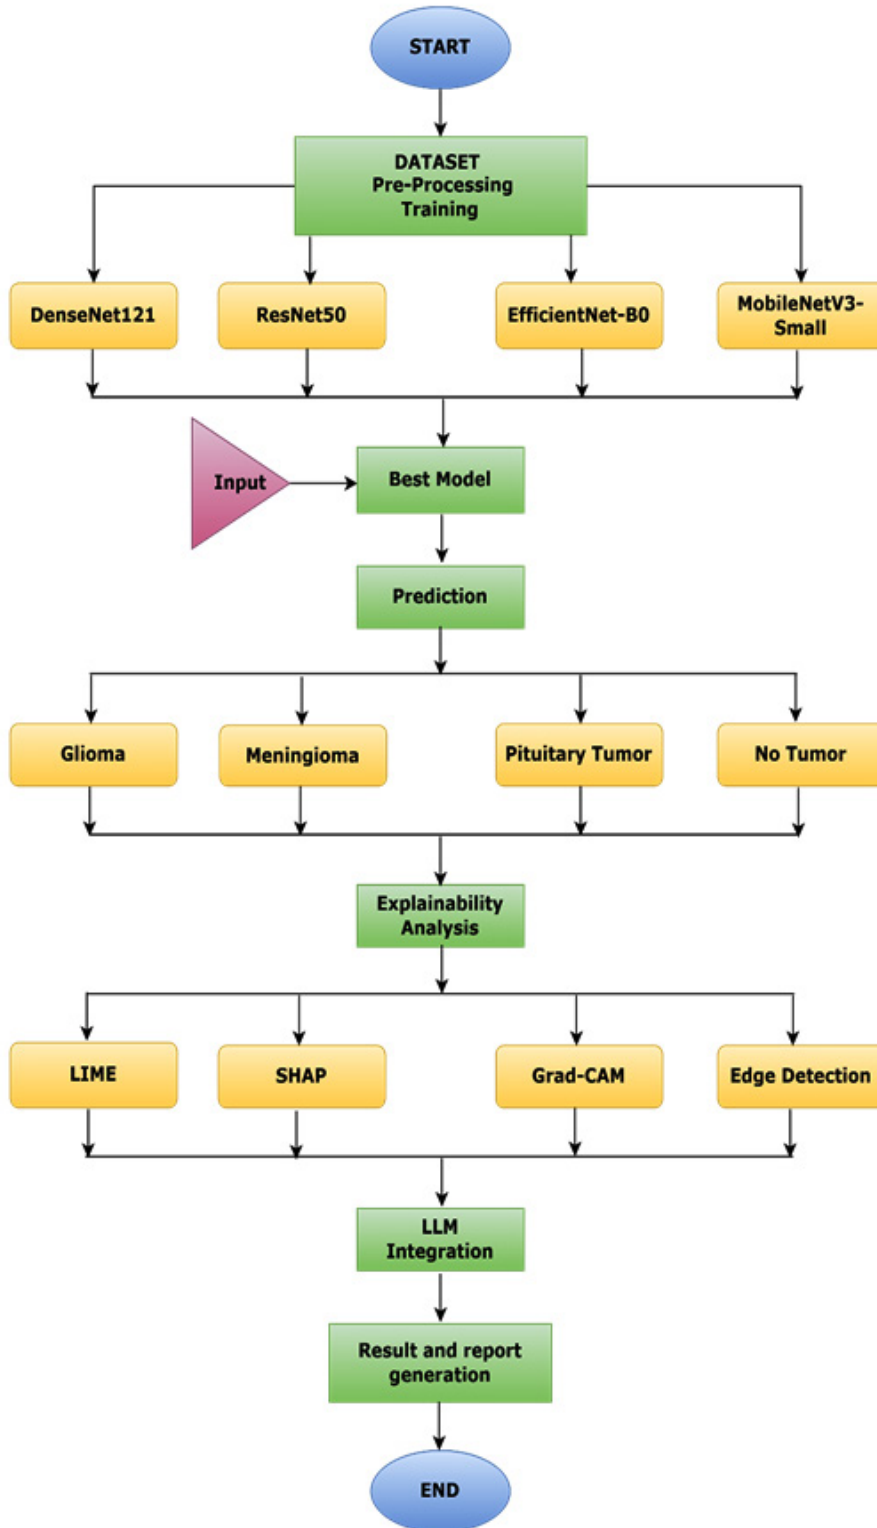 START
DATASET
Pre-Processing
Training
DenseNet121
ResNet50
EfficientNet-B0
MobileNetV3-
Small
Input
Best Model
Prediction
Glioma
Meningioma
Pituitary Tumor
No Tumor
Explainability
Analysis
LIME
SHAP
Grad-CAM
Edge Detection
LLM
Integration
Result and report
generation
END